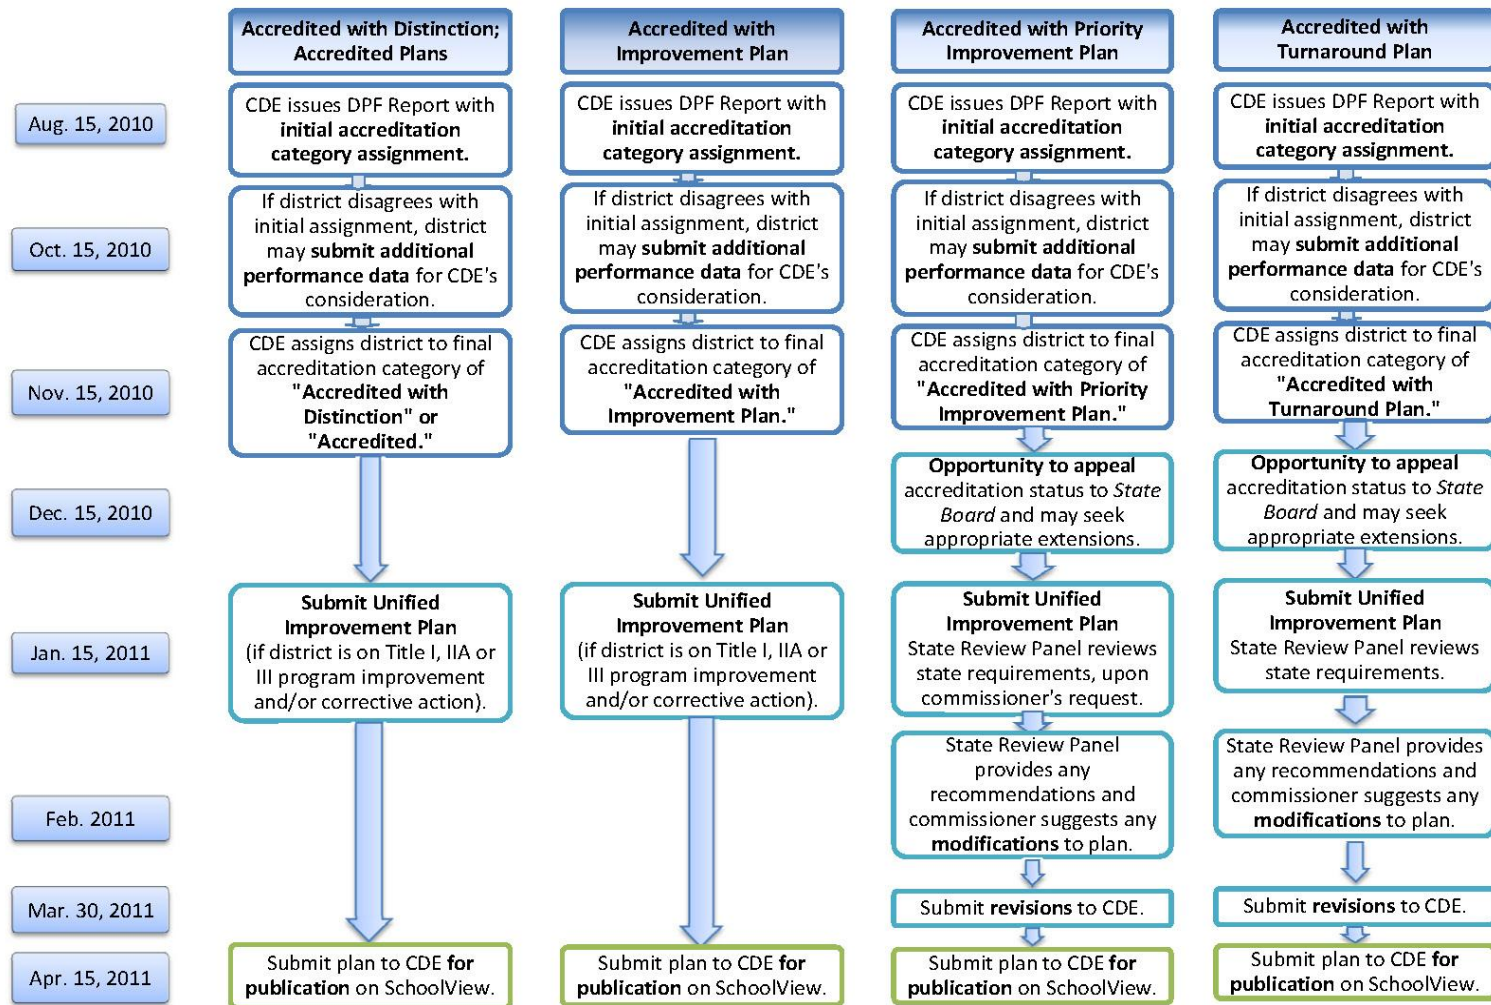 Accredited with Distinction;
Accredited Plans
Accredited with
Improvement Plan
Accredited with Priority
Improvement Plan
Accredited with
Turnaround Plan
Aug. 15, 2010
CDE issues DPF Report with
initial accreditation
category assignment.
CDE issues DPF Report with
initial accreditation
category assignment.
CDE issues DPF Report with
initial accreditation
category assignment.
CDE issues DPF Report with
initial accreditation
category assignment.
Oct. 15, 2010
If district disagrees with
initial assignment, district
may submit additional
performance data for CDE's
consideration.
If district disagrees with
initial assignment, district
may submit additional
performance data for CDE's
consideration.
If district disagrees with
initial assignment, district
may submit additional
performance data for CDE's
consideration.
If district disagrees with
initial assignment, district
may submit additional
performance data for CDE's
consideration.
Nov. 15, 2010
CDE assigns district to final
accreditation category of
"Accredited with
Distinction" or
"Accredited."
CDE assigns district to final
accreditation category of
"Accredited with
Improvement Plan."
CDE assigns district to final
accreditation category of
"Accredited with Priority
Improvement Plan."
CDE assigns district to final
accreditation category of
"Accredited with
Turnaround Plan."
Dec. 15, 2010
Opportunity to appeal
accreditation status to State
Board and may seek
appropriate extensions.
Opportunity to appeal
accreditation status to State
Board and may seek
appropriate extensions.
Jan. 15, 2011
Submit Unified
Improvement Plan
(if district is on Title I, IIA or
III program improvement
and/or corrective action).
Submit Unified
Improvement Plan
(if district is on Title I, IIA or
III program improvement
and/or corrective action).
Submit Unified
Improvement Plan
State Review Panel reviews
state requirements, upon
commissioner's request.
Submit Unified
Improvement Plan
State Review Panel reviews
state requirements.
Feb. 2011
State Review Panel
provides any
recommendations and
commissioner suggests any
modifications to plan.
State Review Panel provides
any recommendations and
commissioner suggests any
modifications to plan.
Mar. 30, 2011
Submit revisions to CDE.
Submit revisions to CDE.
Apr. 15, 2011
Submit plan to CDE for
publication on SchoolView.
Submit plan to CDE for
publication on SchoolView.
Submit plan to CDE for
publication on SchoolView.
Submit plan to CDE for
publication on SchoolView.